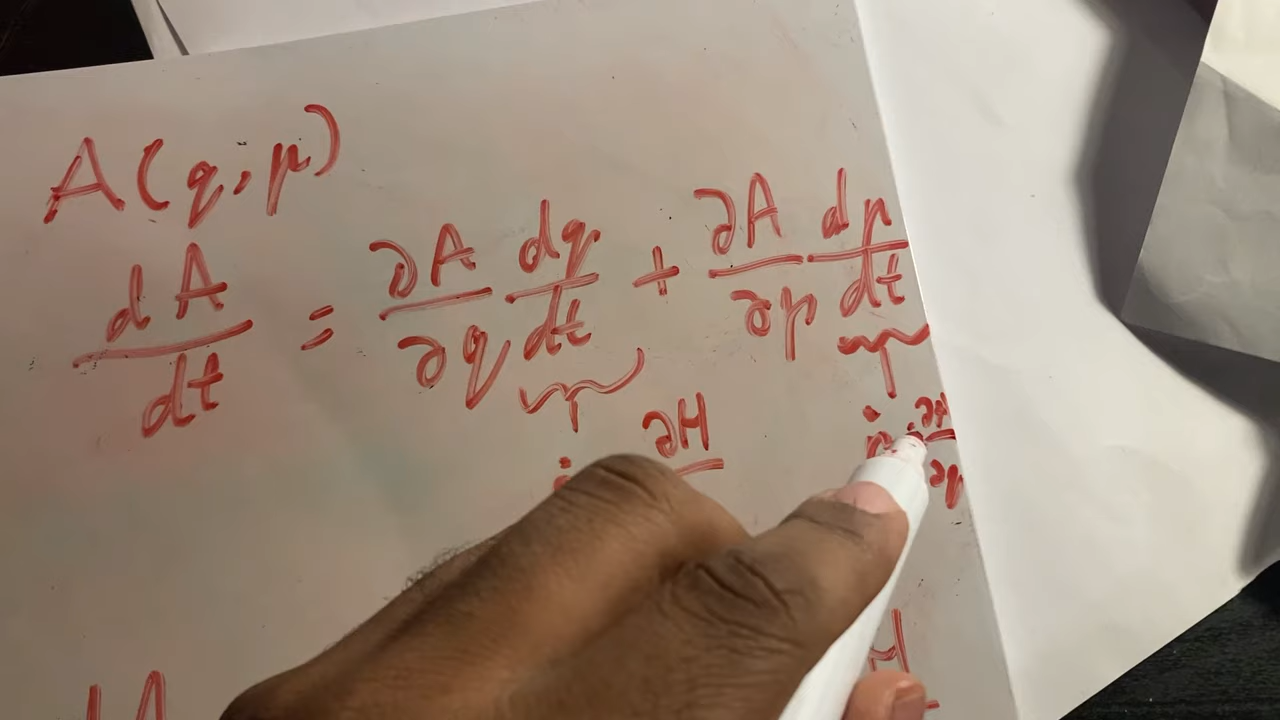 A(q,p)
dA/dt = ∂A/∂q dq/dt + ∂A/∂p dp/dt
∂H
∂q
H